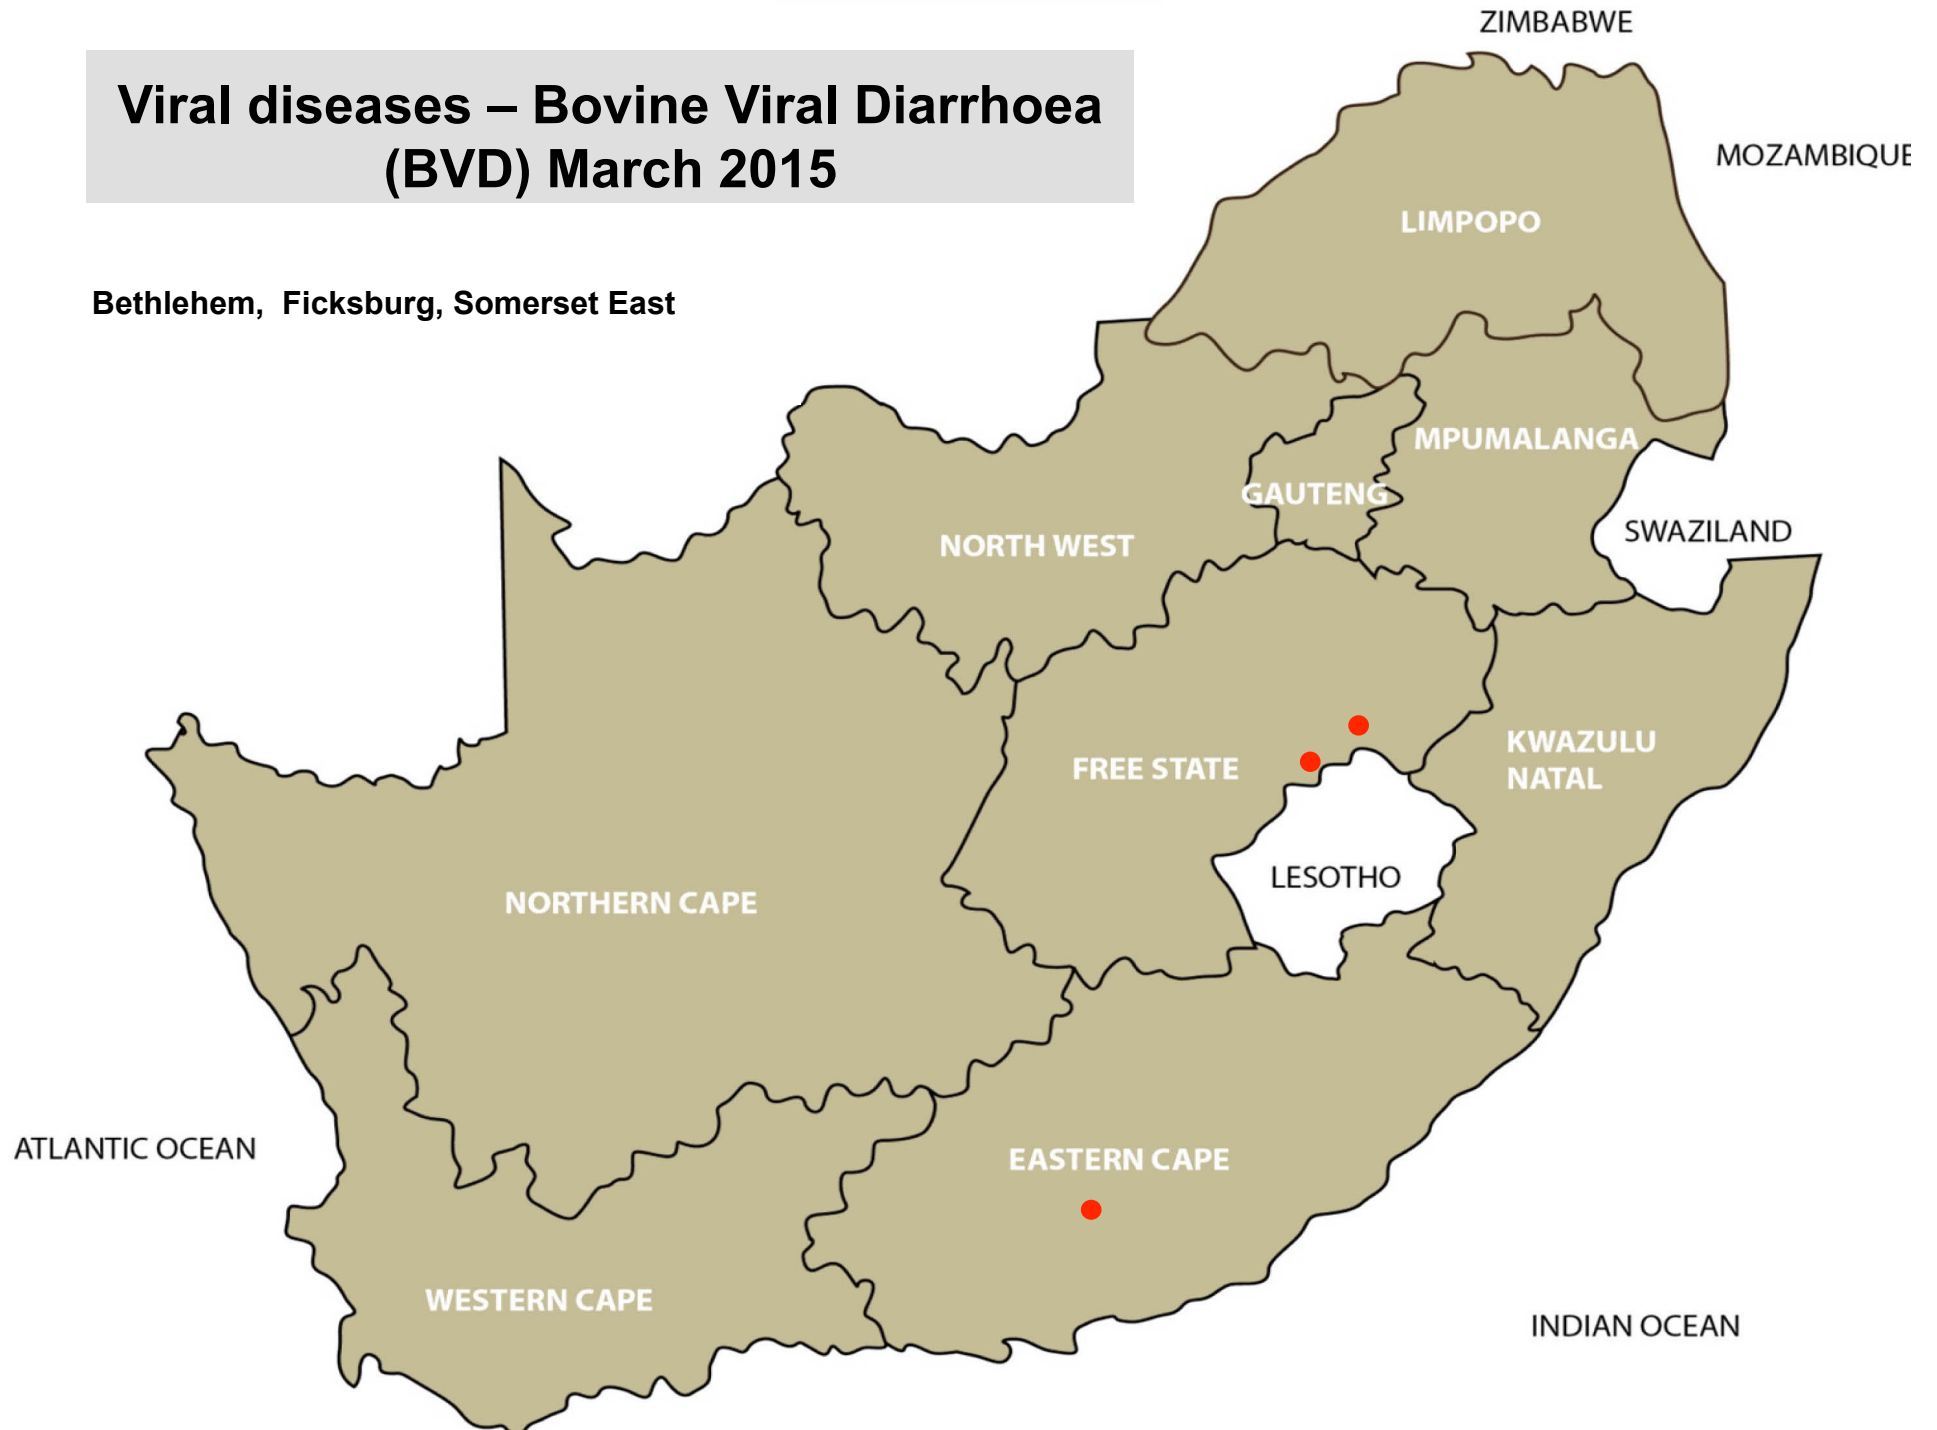 ZIMBABWE
Viral diseases – Bovine Viral Diarrhoea
(BVD) March 2015
MOZAMBIQUE
LIMPOPO
Bethlehem,  Ficksburg, Somerset East
MPUMALANGA
GAUTENG
SWAZILAND
NORTH WEST
KWAZULU
NATAL
FREE STATE
LESOTHO
NORTHERN CAPE
ATLANTIC OCEAN
EASTERN CAPE
WESTERN CAPE
INDIAN OCEAN